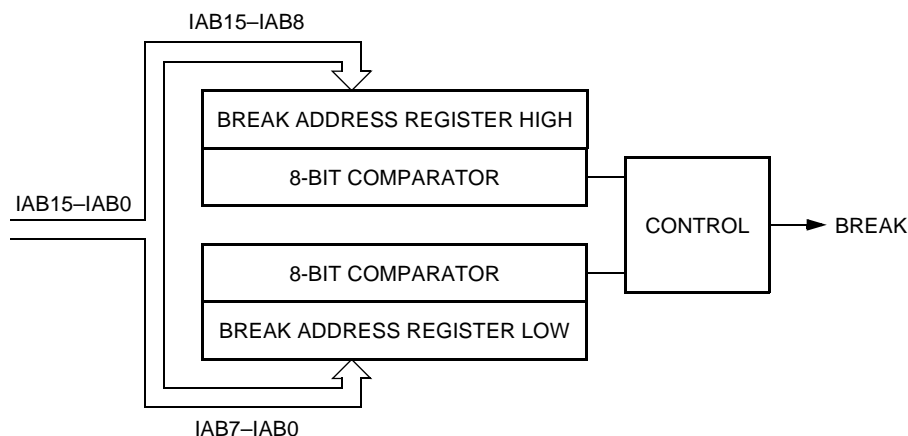 IAB15–IAB8
BREAK ADDRESS REGISTER HIGH
8-BIT COMPARATOR
IAB15–IAB0
CONTROL
BREAK
8-BIT COMPARATOR
BREAK ADDRESS REGISTER LOW
IAB7–IAB0